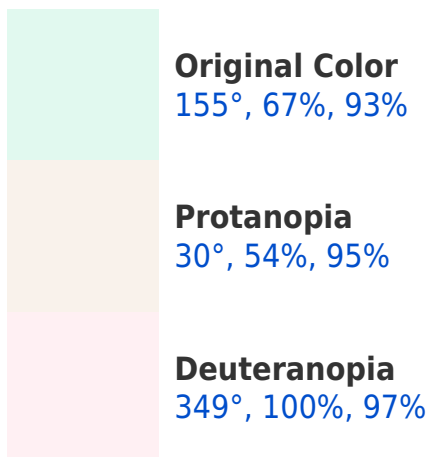 Original Color
155°, 67%, 93%
Protanopia
30°, 54%, 95%
Deuteranopia
349°, 100%, 97%